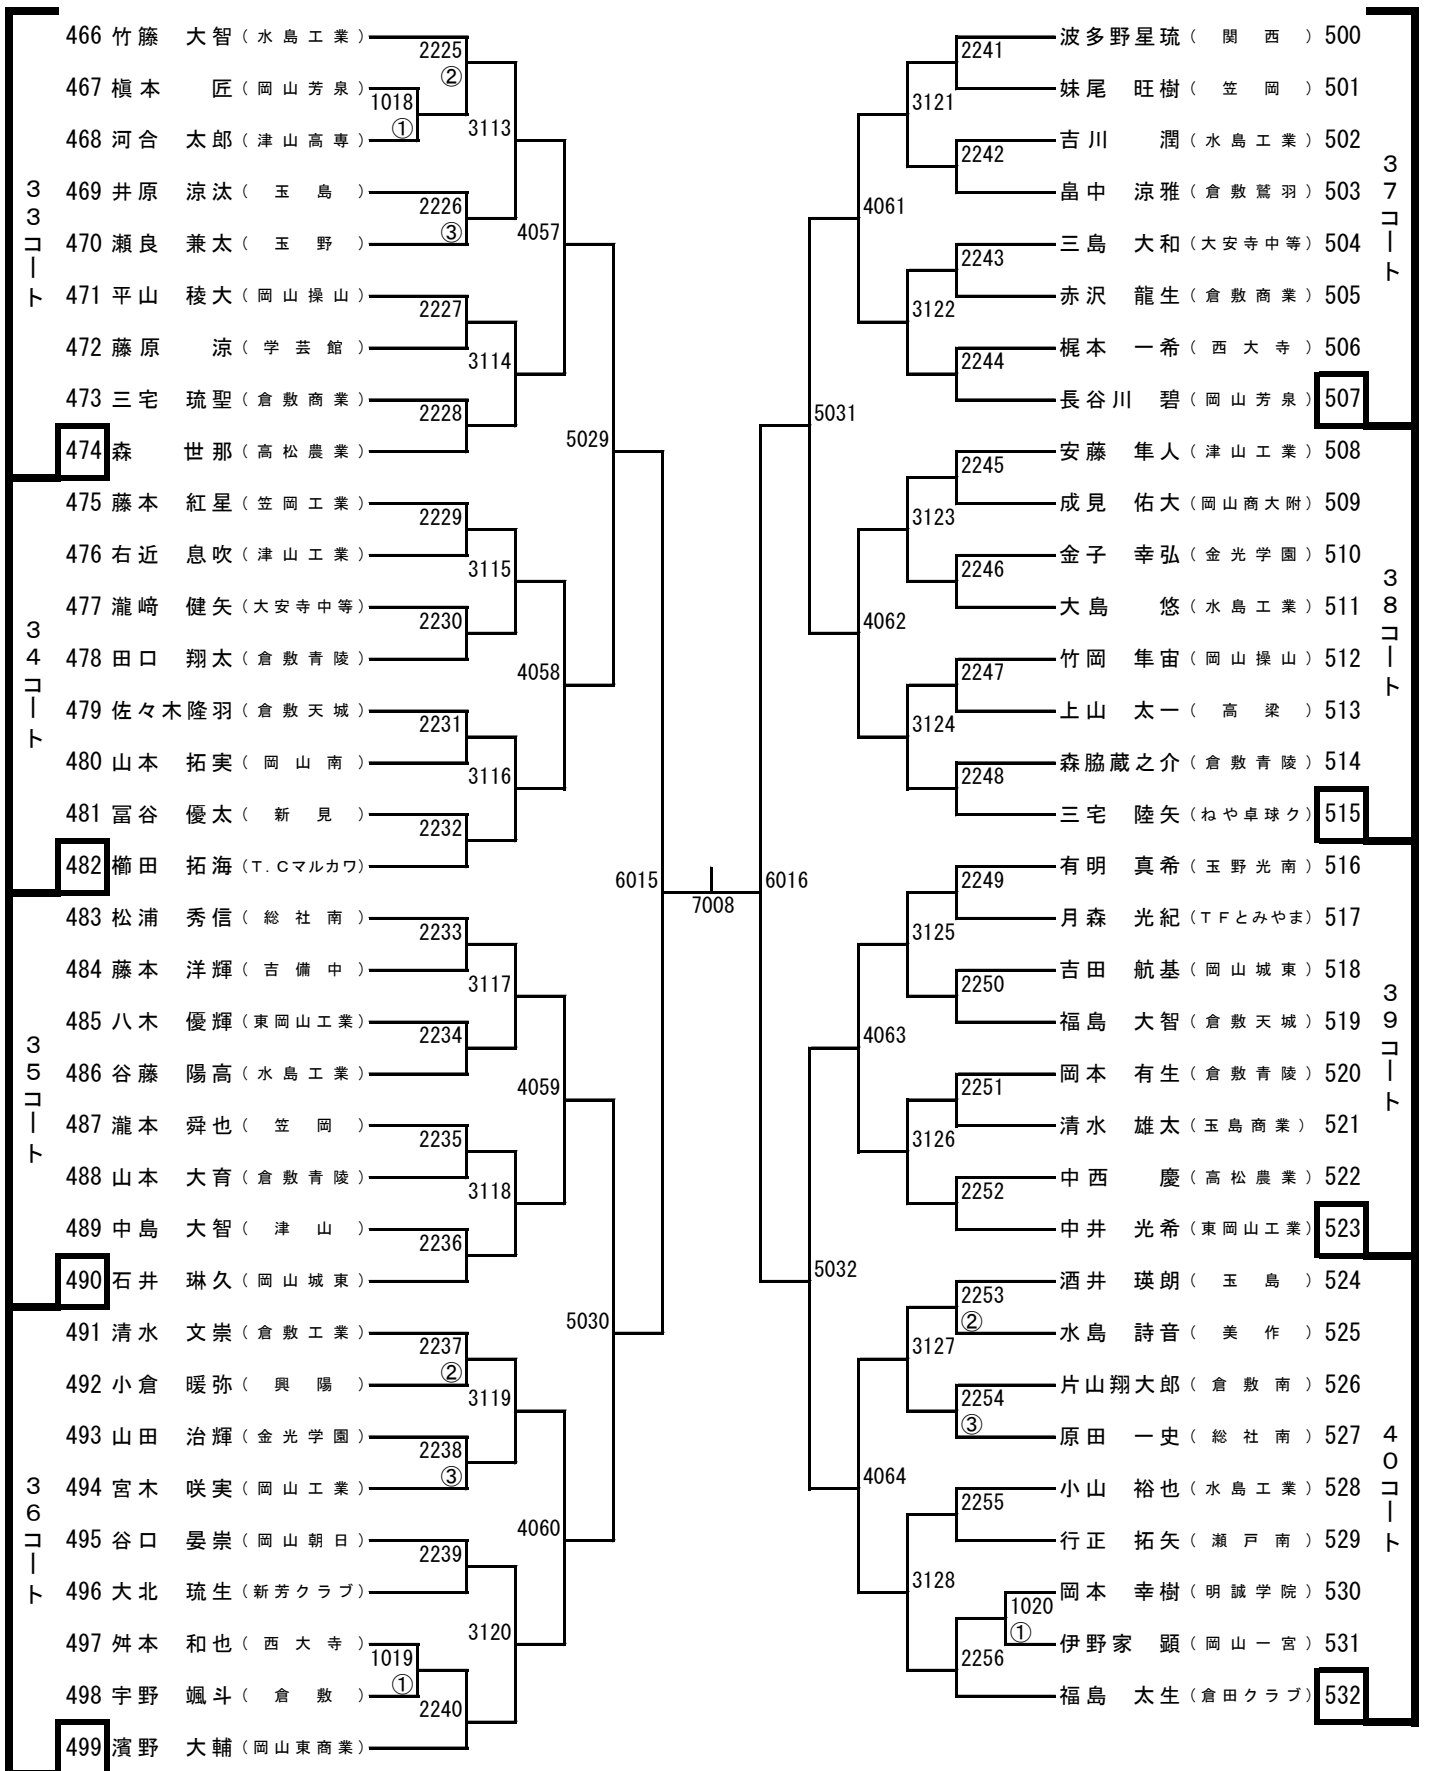 33コート
466 竹籐 大智 (水島工業)
467 槇本 匠 (岡山芳泉)
468 河合 太郎 (津山高専)
469 井原 涼汰 (玉島)
470 瀬良 兼太 (玉野)
471 平山 稜大 (岡山操山)
472 藤原 涼 (学芸館)
473 三宅 琉聖 (倉敷商業)
474 森 世那 (高松農業)
34コート
475 藤本 紅星 (笠岡工業)
476 右近 息吹 (津山工業)
477 瀧﨑 健矢 (大安寺中等)
478 田口 翔太 (倉敷青陵)
479 佐々木隆羽 (倉敷天城)
480 山本 拓実 (岡山南)
481 冨谷 優太 (新見)
482 曛田 拓海 (T.Cマルカワ)
35コート
483 松浦 秀信 (総社南)
484 藤本 洋輝 (吉備中)
485 八木 優輝 (東岡山工業)
486 谷藤 陽高 (水島工業)
487 瀧本 舜也 (笠岡)
488 山本 大育 (倉敷青陵)
489 中島 大智 (津山)
490 石井 琳久 (岡山城東)
36コート
491 清水 文崇 (倉敷工業)
492 小倉 暖弥 (興陽)
493 山田 治輝 (金光学園)
494 宮木 咲実 (岡山工業)
495 谷口 晏崇 (岡山朝日)
496 大北 琉生 (新芳クラブ)
497 舛本 和也 (西大寺)
498 宇野 颯斗 (倉敷)
499 濱野 大輔 (岡山東商業)
1018
①
1019
①
2225
②
2226
③
2227
2228
2229
2230
2231
2232
2233
2234
2235
2236
2237
②
2238
③
2239
2240
3113
3114
3115
3116
3117
3118
3119
3120
4057
4058
4059
4060
5029
5030
6015
7008
6016
5031
5032
4061
4062
4063
4064
3121
3122
3123
3124
3125
3126
3127
3128
2241
2242
2243
2244
2245
2246
2247
2248
2249
2250
2251
2252
2253
②
2254
③
2255
2256
1020
①
波多野星琉 (関西) 500
妹尾 旺樹 (笠岡) 501
吉川 潤 (水島工業) 502
畠中 涼雅 (倉敷鷲羽) 503
三島 大和 (大安寺中等) 504
赤沢 龍生 (倉敷商業) 505
梶本 一希 (西大寺) 506
長谷川 碧 (岡山芳泉) 507
37コート
安藤 隼人 (津山工業) 508
成見 佑大 (岡山商大附) 509
金子 幸弘 (金光学園) 510
大島 悠 (水島工業) 511
竹岡 隼宙 (岡山操山) 512
上山 太一 (高梁) 513
森脇蔵之介 (倉敷青陵) 514
三宅 陸矢 (ねや卓球ク) 515
38コート
有明 真希 (玉野光南) 516
月森 光紀 (TFとみやま) 517
吉田 航基 (岡山城東) 518
福島 大智 (倉敷天城) 519
岡本 有生 (倉敷青陵) 520
清水 雄太 (玉島商業) 521
中西 慶 (高松農業) 522
中井 光希 (東岡山工業) 523
39コート
酒井 瑛朗 (玉島) 524
水島 詩音 (美作) 525
片山翔大郎 (倉敷南) 526
原田 一史 (総社南) 527
小山 裕也 (水島工業) 528
行正 拓矢 (瀬戸南) 529
岡本 幸樹 (明誠学院) 530
伊野家 顕 (岡山一宮) 531
福島 太生 (倉田クラブ) 532
40コート